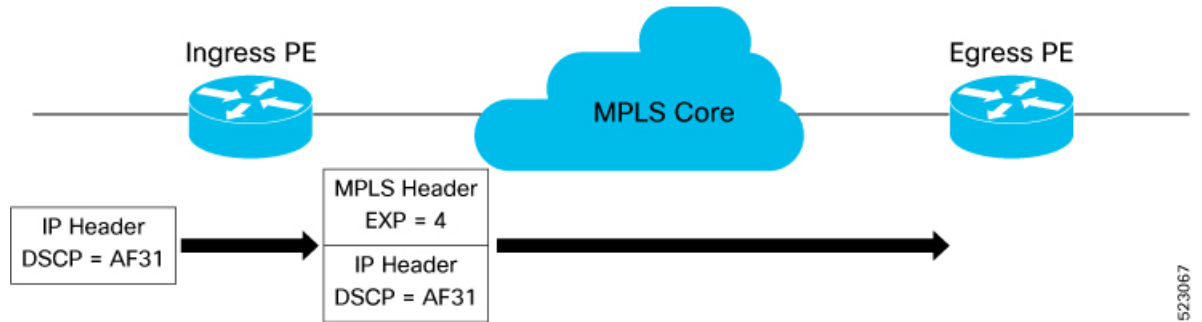 Ingress PE
Egress PE
MPLS Core
IP Header
DSCP = AF31
MPLS Header
EXP = 4
IP Header
DSCP = AF31
523067